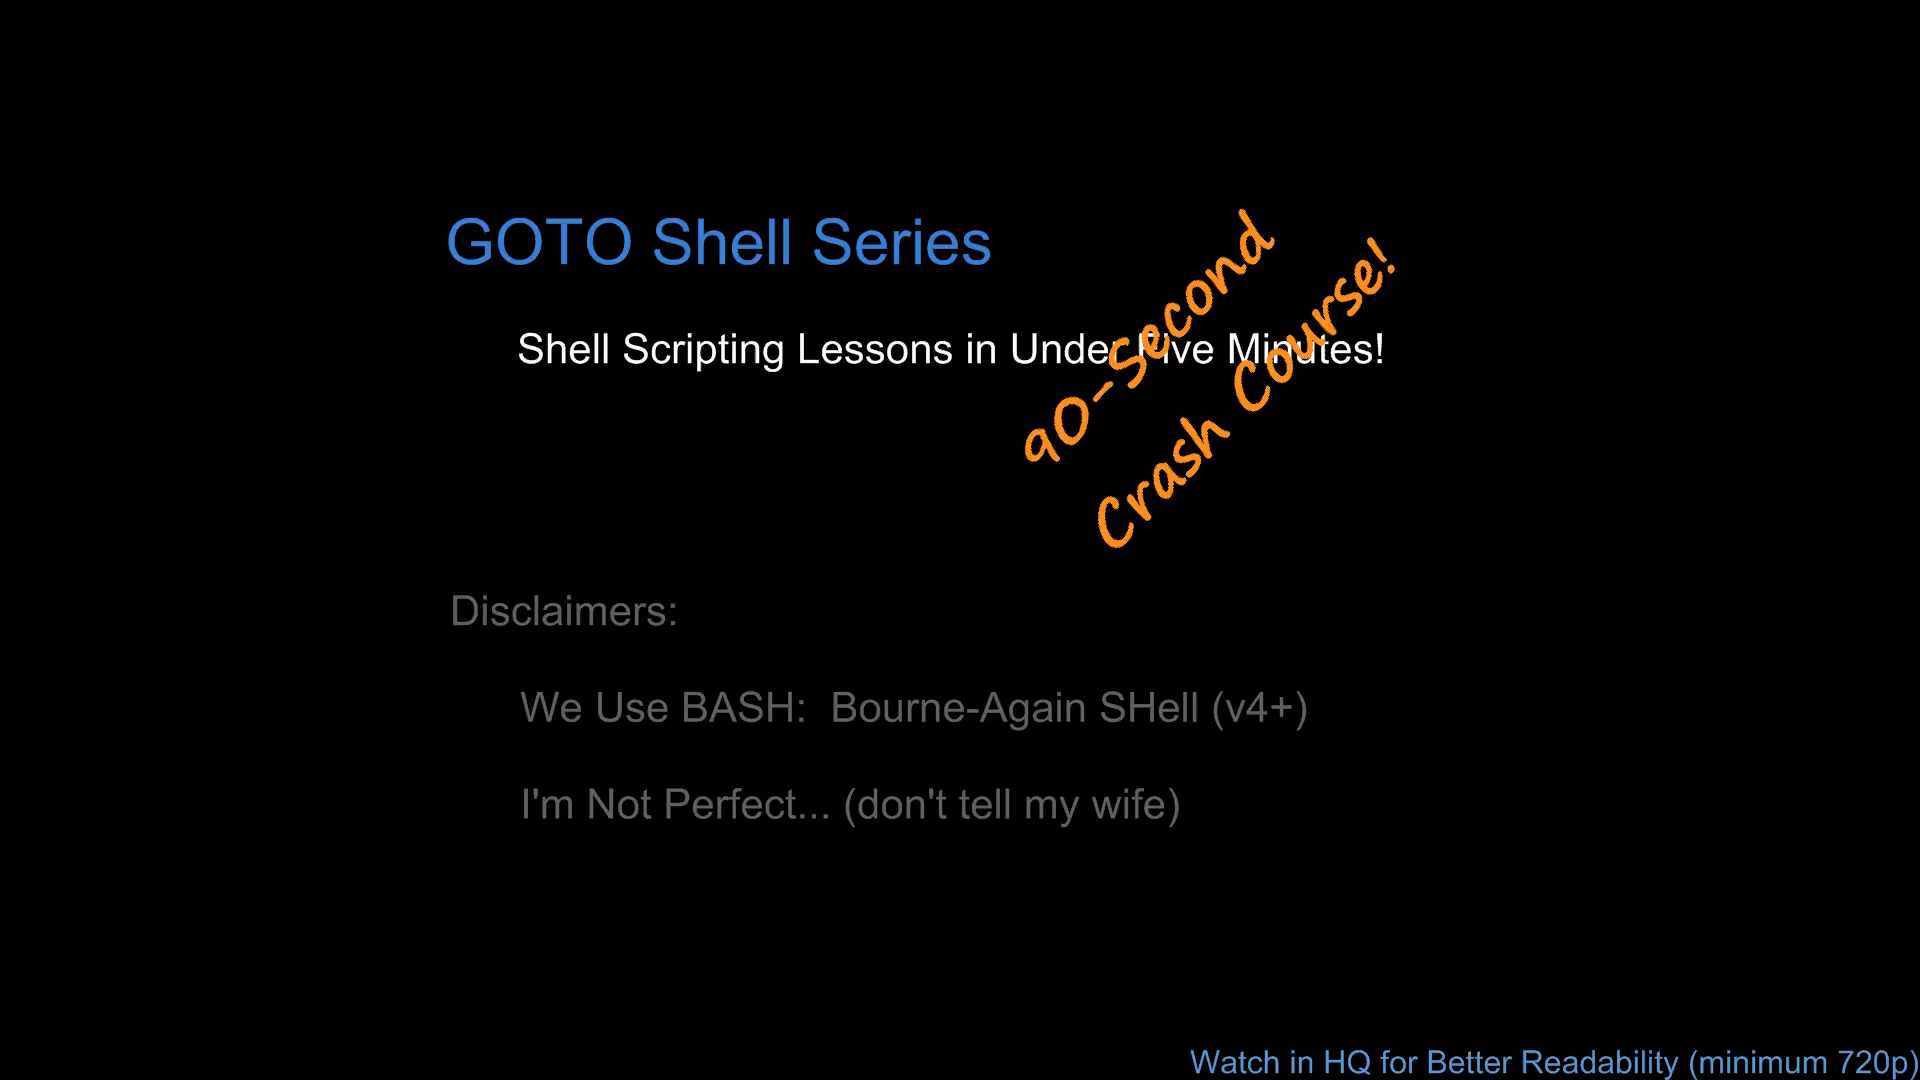 GOTO Shell Series
Shell Scripting Lessons in Under Five Minutes!
90-Second
Crash Course!
Disclaimers:
We Use BASH:  Bourne-Again SHell (v4+)
I'm Not Perfect... (don't tell my wife)
Watch in HQ for Better Readability (minimum 720p)